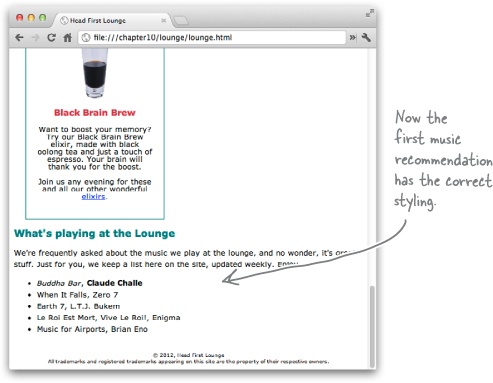 Head First Lounge
file:///chapter10/lounge/lounge.html
Black Brain Brew
Want to boost your memory?
Try our Black Brain Brew
elixir, made with black
oolong tea and just a touch of
espresso. Your brain will
thank you for the boost.
Join us any evening for these
and all our other wonderful
elixirs.
What's playing at the Lounge
We're frequently asked about the music we play at the lounge, and no wonder, it's
stuff. Just for you, we keep a list here on the site, updated weekly. Enjoy
• Buddha Bar, Claude Challe
• When It Falls, Zero 7
• Earth 7, L.T.J. Bukem
• Le Roi Est Mort, Vive Le Roi!, Enigma
• Music for Airports, Brian Eno
© 2012, Head First Lounge
All trademarks and registered trademarks appearing on this site are the property of their respective owners.
Now the
first music
recommendation
has the correct
styling.